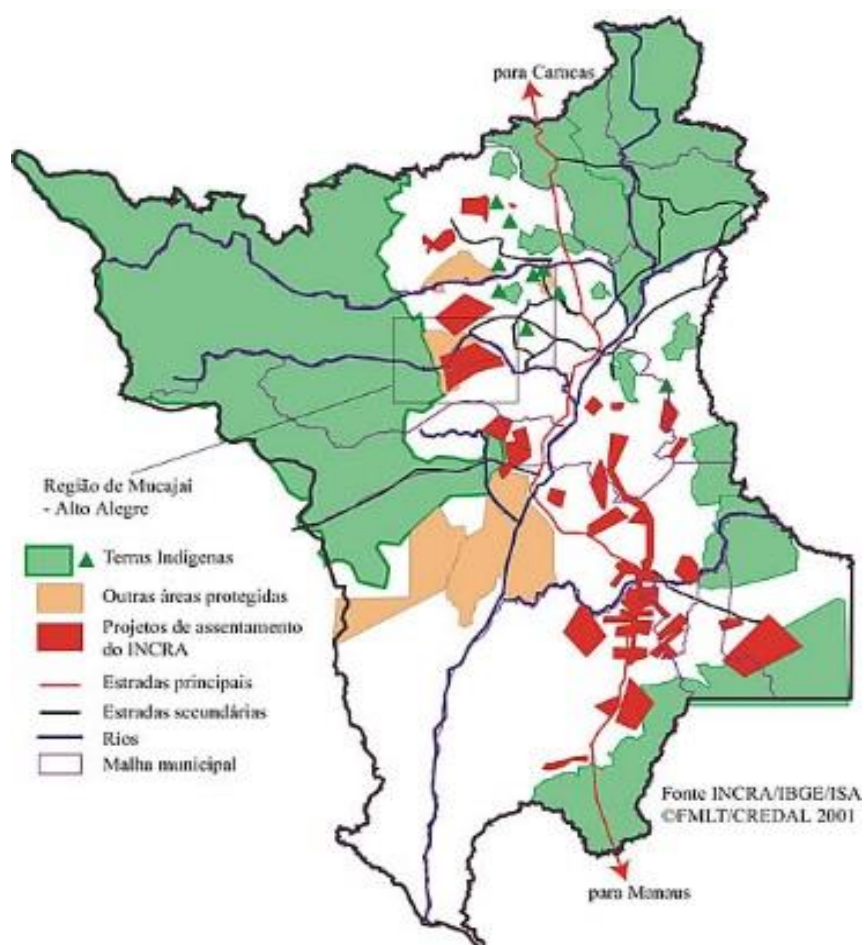 para Caracas
Região de Mucajai
- Alto Alegre
Terras Indígenas
Outras áreas protegidas
Projetos de assentamento
do INCRA
Estradas principais
Estradas secundárias
Rios
Malha municipal
Fonte INCRA/IBGE/ISA
©FMLT/CREDAL 2001
para Manaus